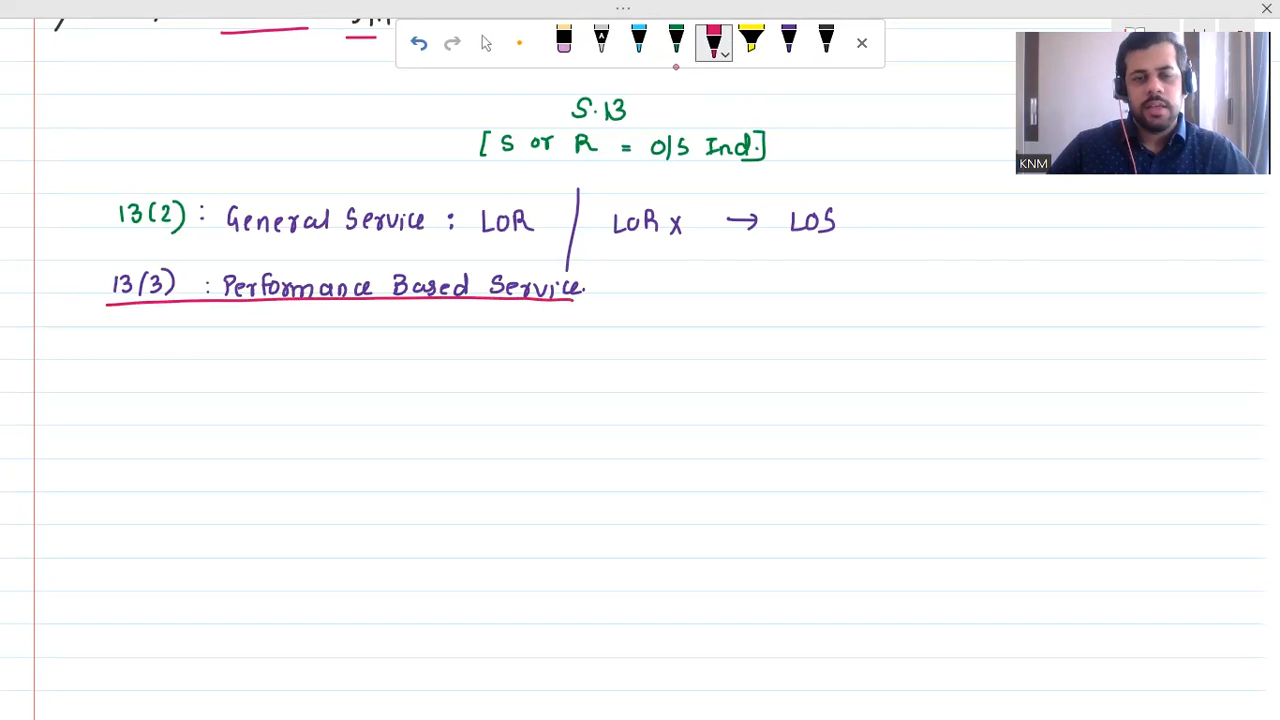 S.13
[ S or R = O/S Ind.]
13(2) : General Service : LOR | LOR x → LOS
13(3) : Performance Based Service.
KNM